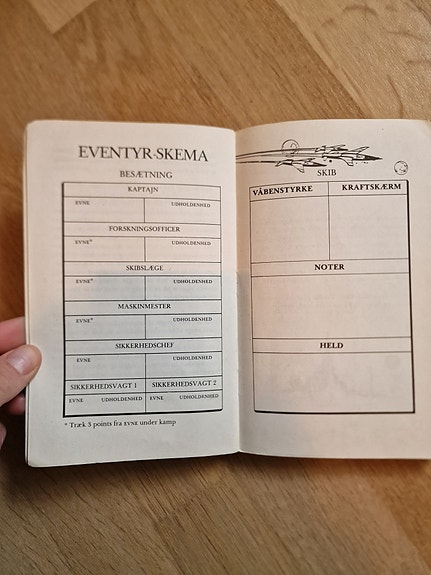 EVENTYR-SKEMA
BESÆTNING
KAPTAJN
EVNE UDHOLDENHED
FORSKNINGSOFFICER
EVNE* UDHOLDENHED
SKIBSLÆGE
EVNE* UDHOLDENHED
MASKINMESTER
EVNE* UDHOLDENHED
SIKKERHEDSCHEF
EVNE UDHOLDENHED
SIKKERHEDSVAGT 1 SIKKERHEDSVAGT 2
EVNE UDHOLDENHED EVNE UDHOLDENHED
* Træk 3 points fra EVNE under kamp
SKIB
VÅBENSTYRKE KRAFTSKÆRM
NOTER
HELD